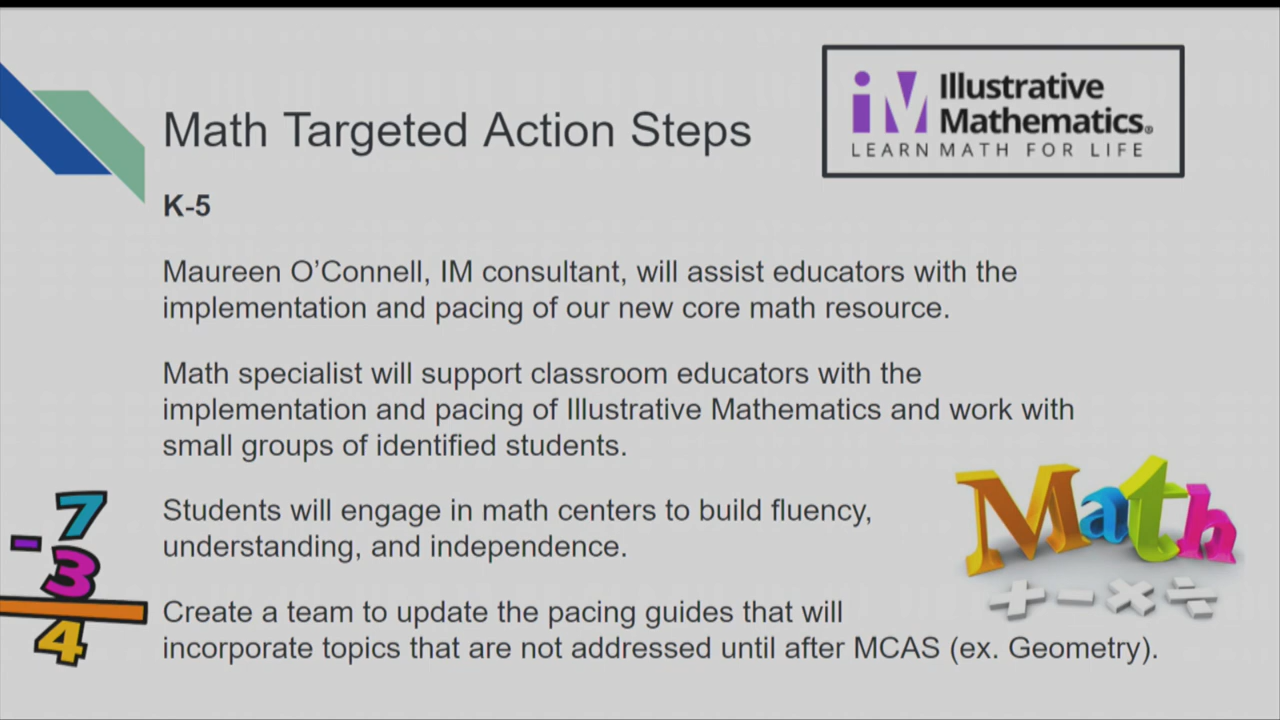 iM Illustrative
Mathematics®
LEARN MATH FOR LIFE
Math Targeted Action Steps
K-5
Maureen O’Connell, IM consultant, will assist educators with the
implementation and pacing of our new core math resource.
Math specialist will support classroom educators with the
implementation and pacing of Illustrative Mathematics and work with
small groups of identified students.
Students will engage in math centers to build fluency,
understanding, and independence.
Create a team to update the pacing guides that will
incorporate topics that are not addressed until after MCAS (ex. Geometry).
7
- 3
4
Math
+ − × ÷